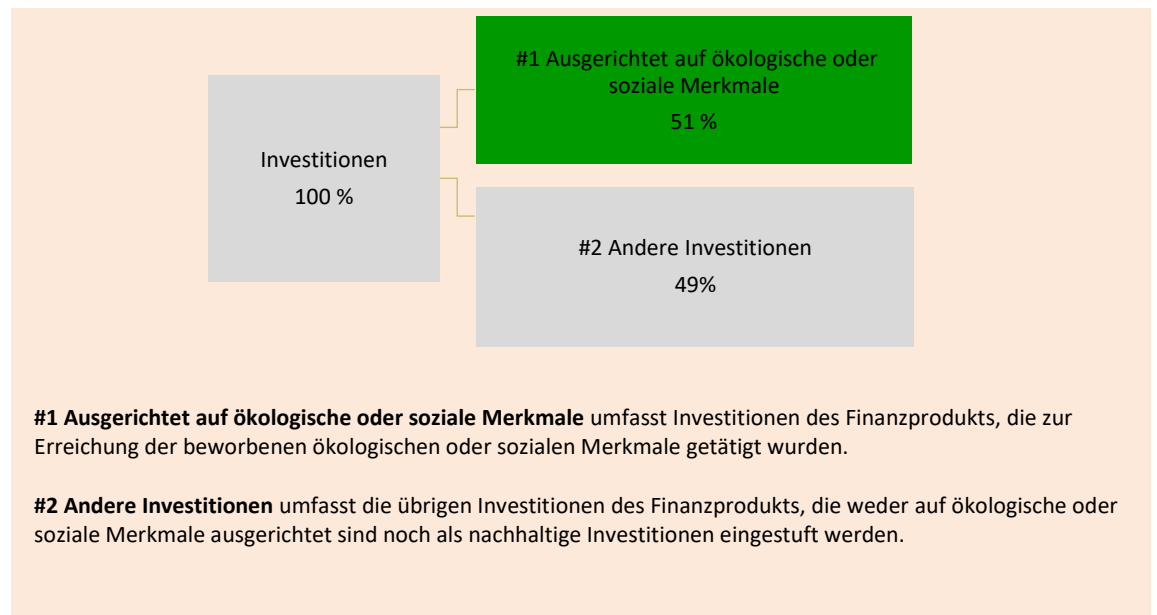 #1 Ausgerichtet auf ökologische oder
soziale Merkmale
51 %
Investitionen
100 %
#2 Andere Investitionen
49%
#1 Ausgerichtet auf ökologische oder soziale Merkmale umfasst Investitionen des Finanzprodukts, die zur
Erreichung der beworbenen ökologischen oder sozialen Merkmale getätigt wurden.
#2 Andere Investitionen umfasst die übrigen Investitionen des Finanzprodukts, die weder auf ökologische oder
soziale Merkmale ausgerichtet sind noch als nachhaltige Investitionen eingestuft werden.